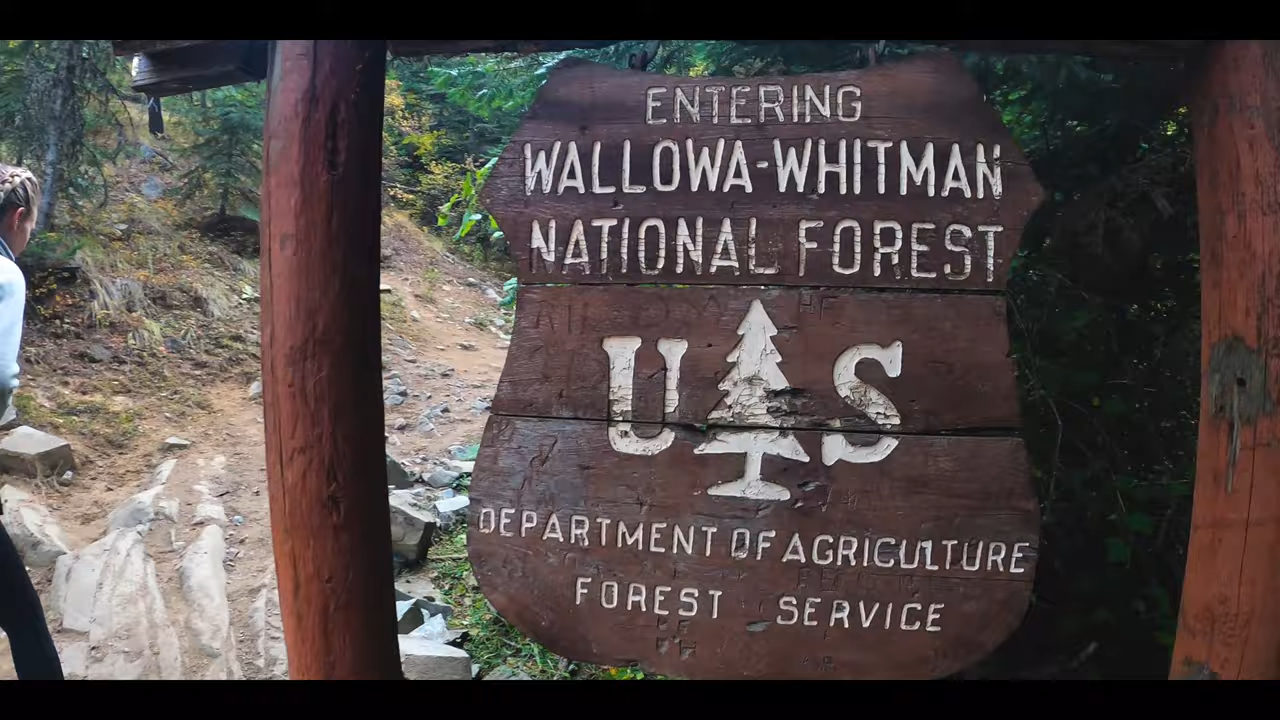 ENTERING
WALLOWA-WHITMAN
NATIONAL FOREST
U S
DEPARTMENT OF AGRICULTURE
FOREST SERVICE